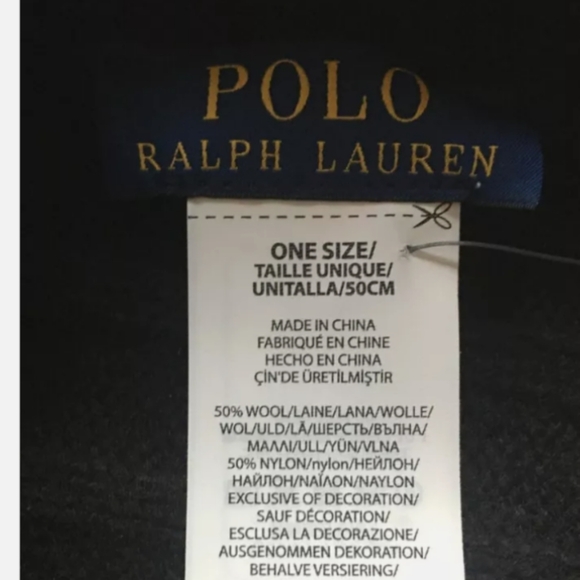 POLO
RALPH LAUREN
ONE SIZE/
TAILLE UNIQUE/
UNITALLA/50CM
MADE IN CHINA
FABRIQUÉ EN CHINE
HECHO EN CHINA
ÇİN'DE ÜRETİLMİŞTİR
50% WOOL/LAINE/LANA/WOLLE/
WOL/ULD/LÃ/ШЕРСТЬ/ВЪЛНА/
ΜΑΛΛΙ/ULL/YÜN/VLNA
50% NYLON/nylon/НЕЙЛОН/
НАЙЛОН/ΝΑΪΛΟΝ/NAYLON
EXCLUSIVE OF DECORATION/
SAUF DÉCORATION/
ESCLUSA LA DECORAZIONE/
AUSGENOMMEN DEKORATION/
BEHALVE VERSIERING/